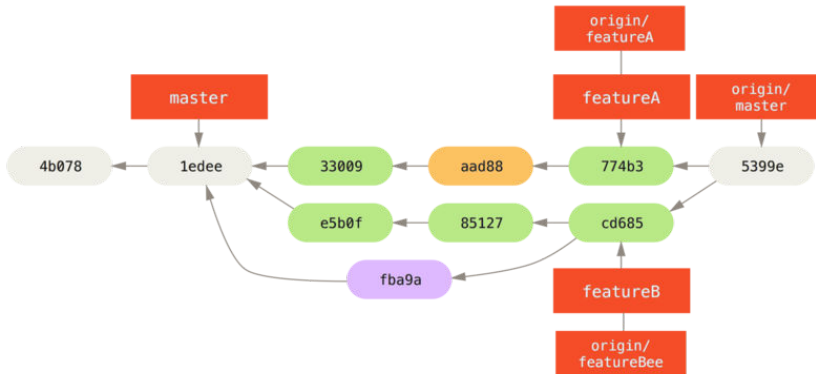 origin/
featureA
master
featureA
origin/
master
4b078
1edee
33009
aad88
774b3
5399e
e5b0f
85127
cd685
fba9a
featureB
origin/
featureBee